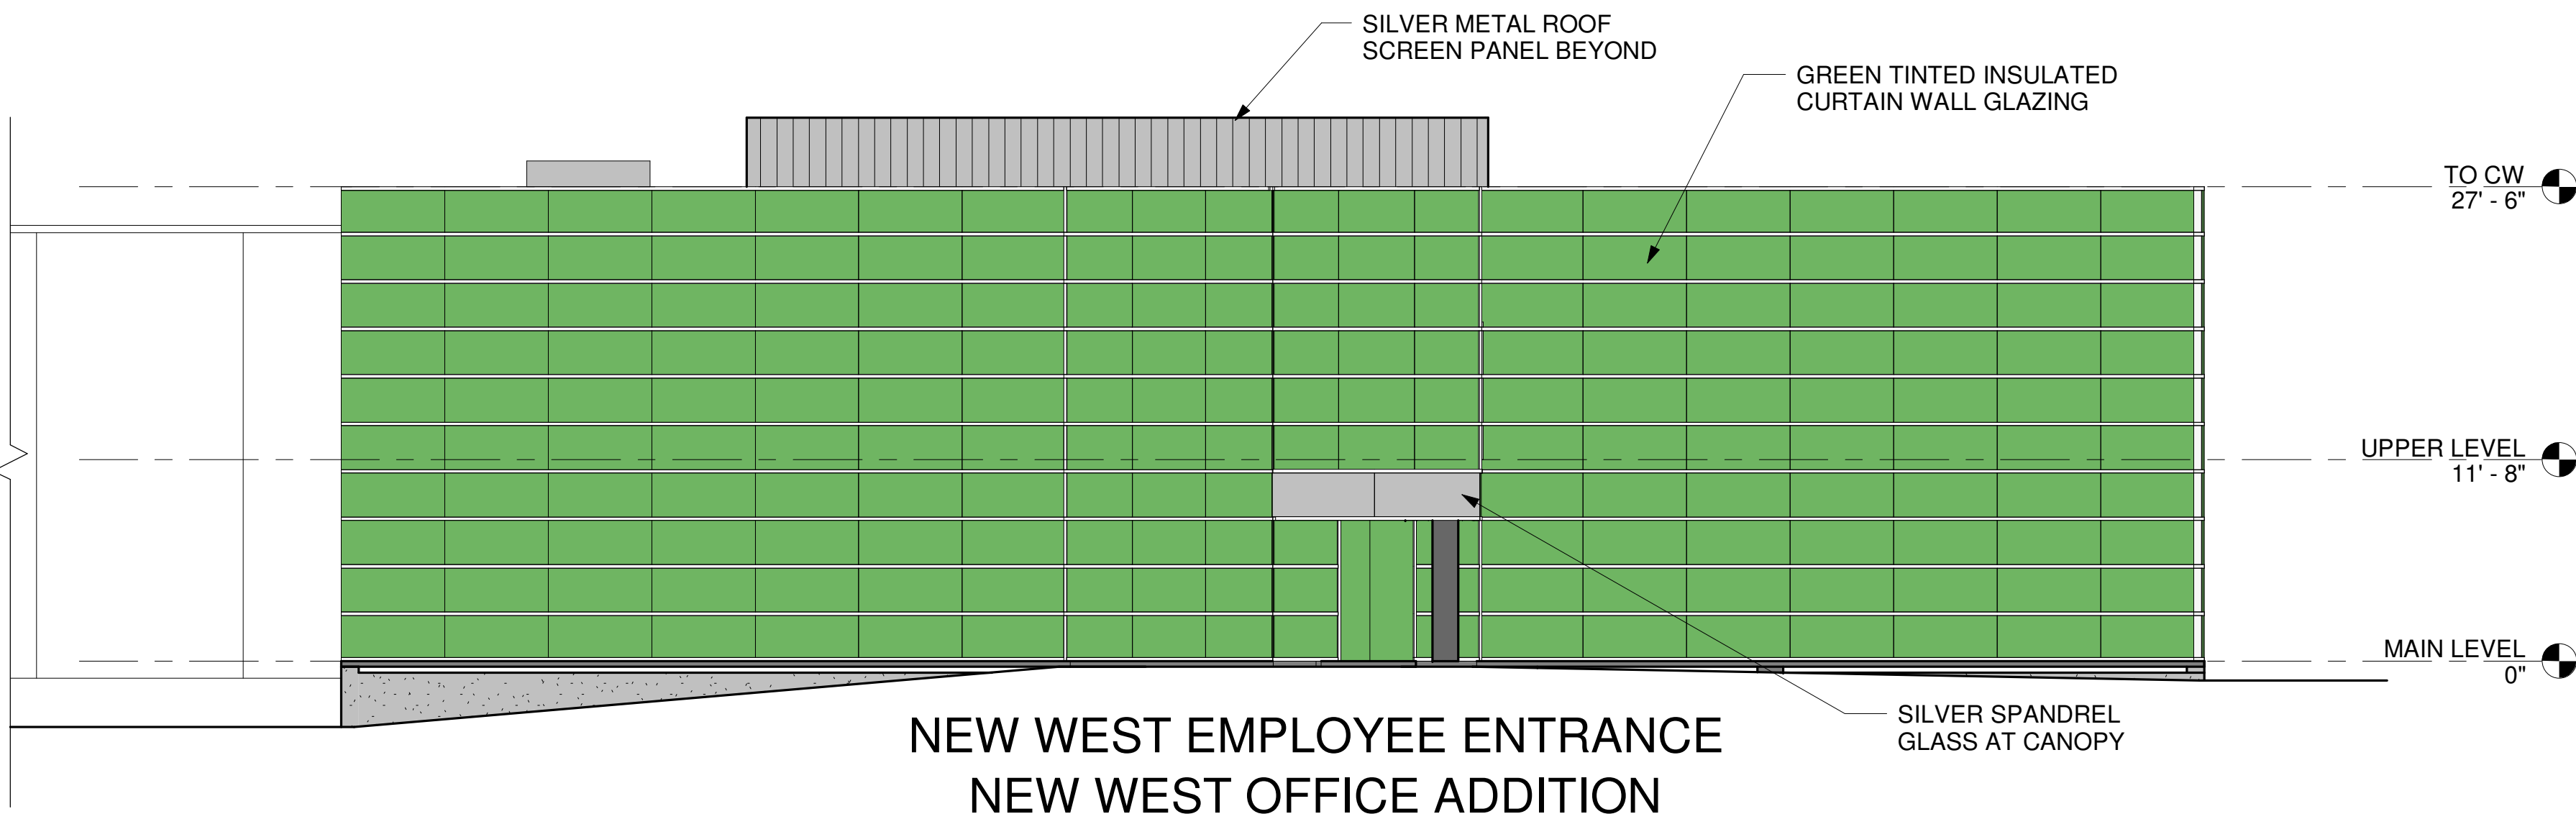 SILVER METAL ROOF
SCREEN PANEL BEYOND
GREEN TINTED INSULATED
CURTAIN WALL GLAZING
TO CW
27' - 6"
UPPER LEVEL
11' - 8"
MAIN LEVEL
0"
SILVER SPANDREL
GLASS AT CANOPY
NEW WEST EMPLOYEE ENTRANCE
NEW WEST OFFICE ADDITION